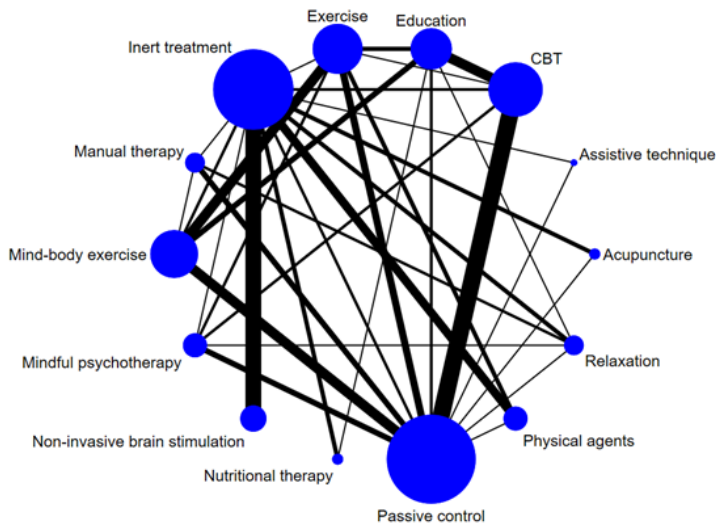 Exercise
Education
Inert treatment
CBT
Manual therapy
Assistive technique
Mind-body exercise
Acupuncture
Mindful psychotherapy
Relaxation
Non-invasive brain stimulation
Physical agents
Nutritional therapy
Passive control